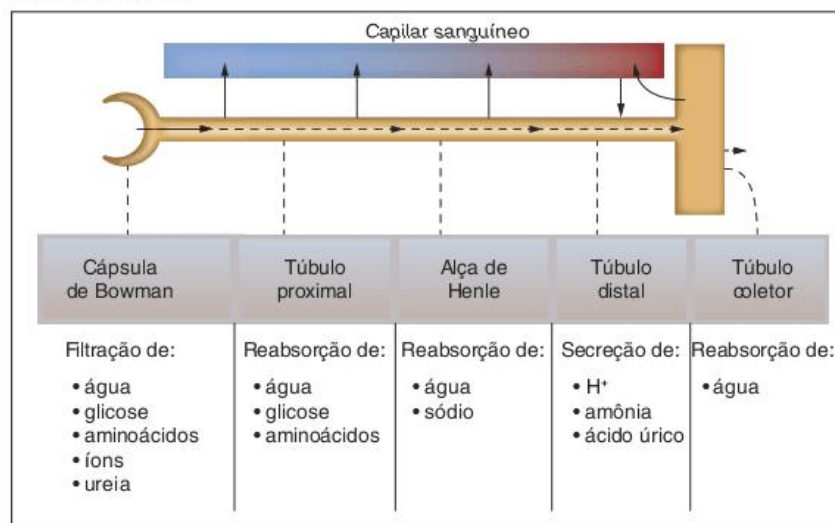 Capilar sanguíneo
Cápsula
de Bowman
Túbulo
proximal
Alça de
Henle
Túbulo
distal
Túbulo
coletor
Filtração de:
• água
• glicose
• aminoácidos
• íons
• ureia
Reabsorção de:
• água
• glicose
• aminoácidos
Reabsorção de:
• água
• sódio
Secreção de:
• H⁺
• amônia
• ácido úrico
Reabsorção de:
• água